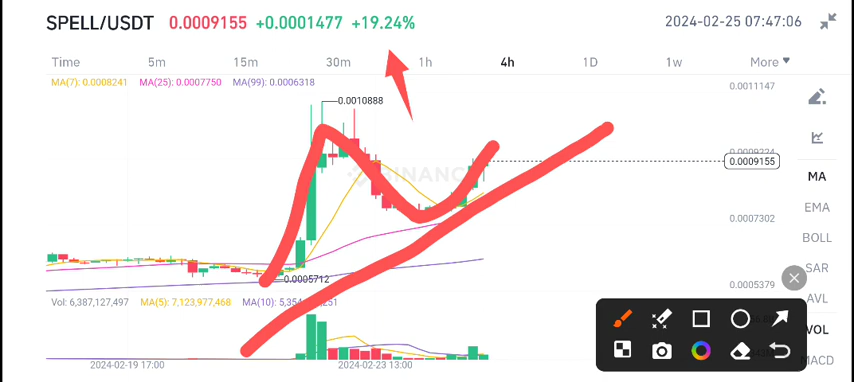 SPELL/USDT 0.0009155 +0.0001477 +19.24% 2024-02-25 07:47:06
Time 5m 15m 30m 1h 4h 1D 1w More
MA(7): 0.0008241 MA(25): 0.0007750 MA(99): 0.0006318
0.0011147
0.0010888
0.0009155
BINANC
MA
EMA
0.0007302
BOLL
SAR
0.0005712
0.0005379
AVL
Vol: 6,387,127,497 MA(5): 7,123,977,468 MA(10): 5,354
251
VOL
MACD
2024-02-19 17:00 2024-02-23 13:00